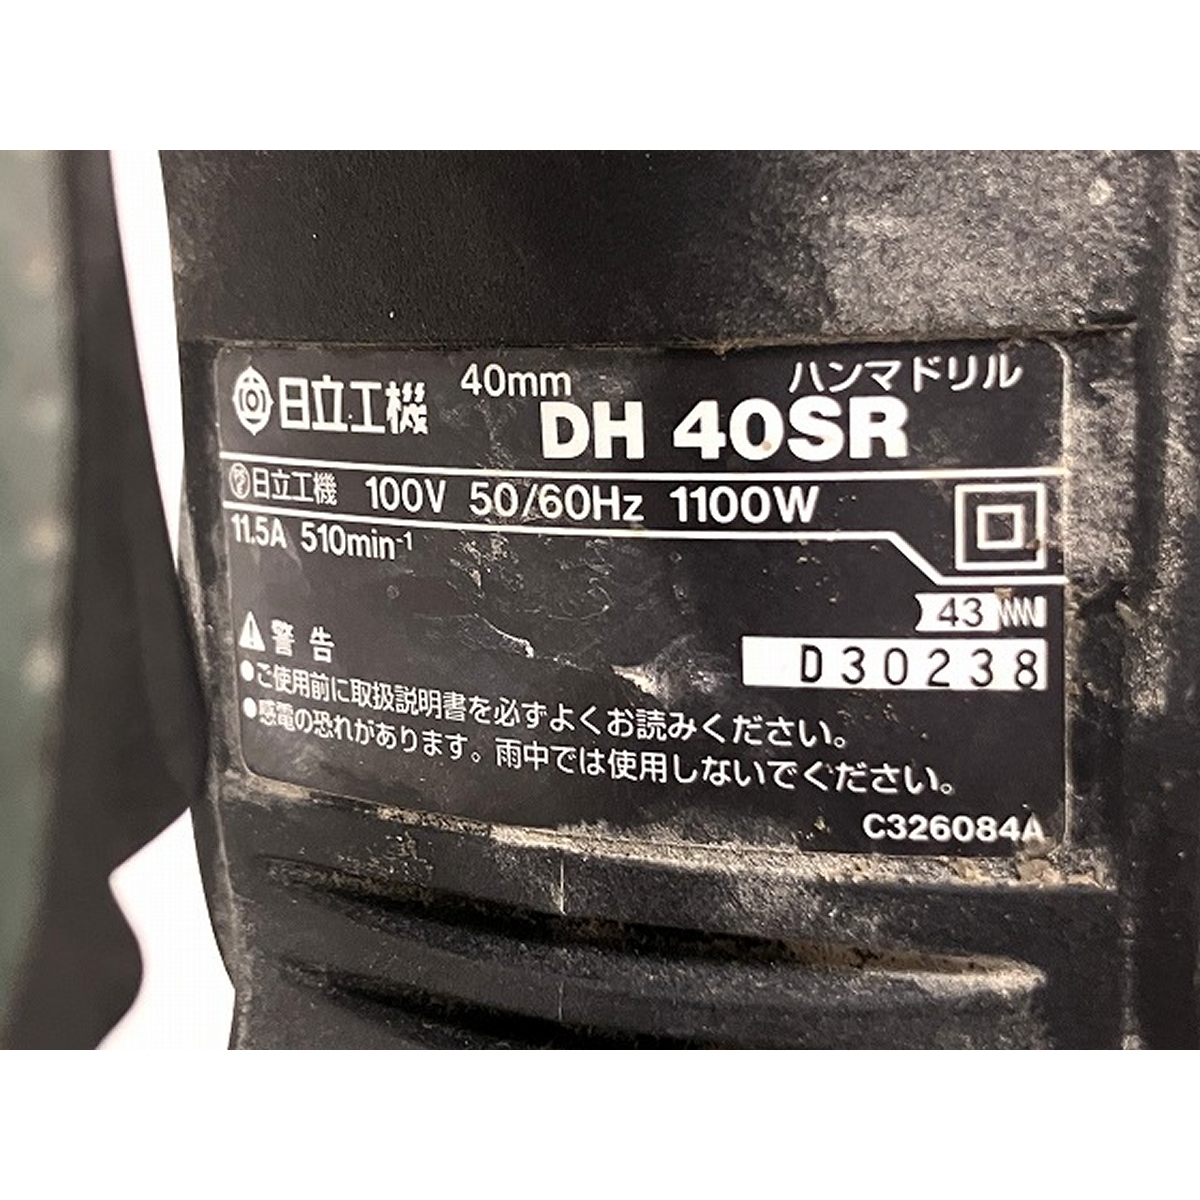 日立工機 40mm ハンマドリル
DH 40SR
日立工機 100V 50/60Hz 1100W
11.5A 510min⁻¹
43
D30238
警告
●ご使用前に取扱説明書を必ずよくお読みください。
●感電の恐れがあります。雨中では使用しないでください。
C326084A